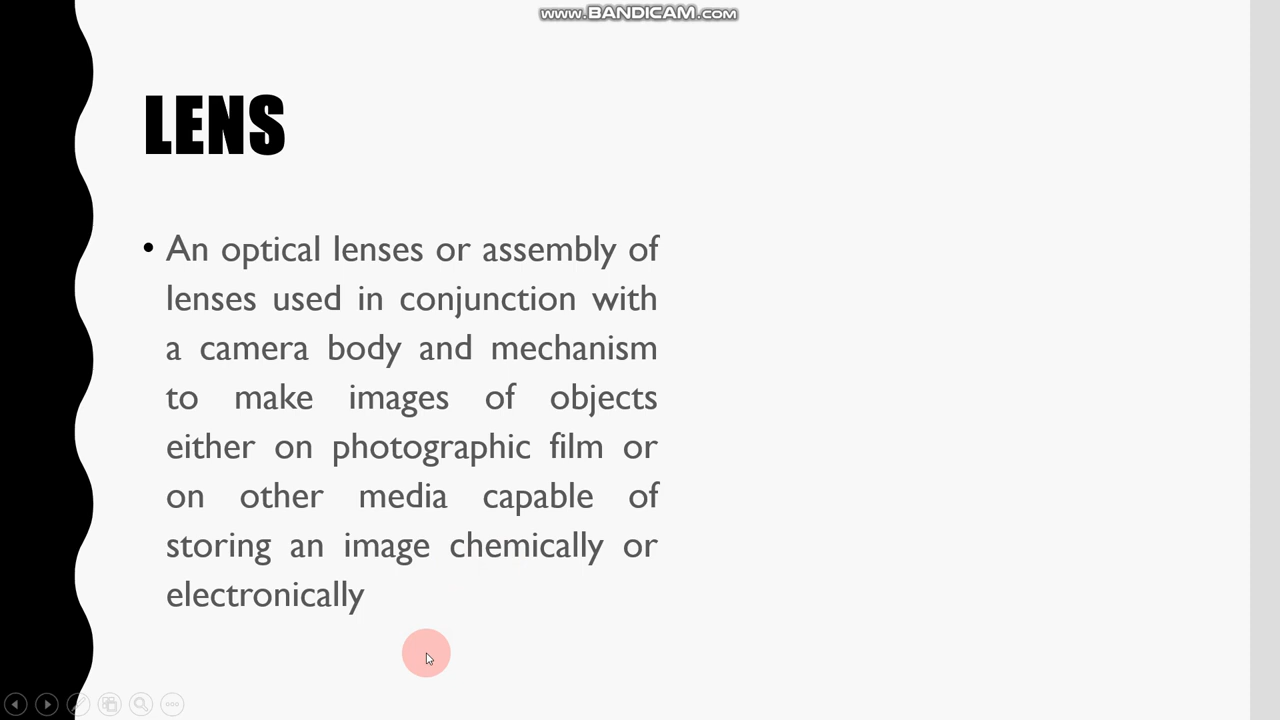 www.BANDICAM.com
LENS
• An optical lenses or assembly of
lenses used in conjunction with
a camera body and mechanism
to make images of objects
either on photographic film or
on other media capable of
storing an image chemically or
electronically